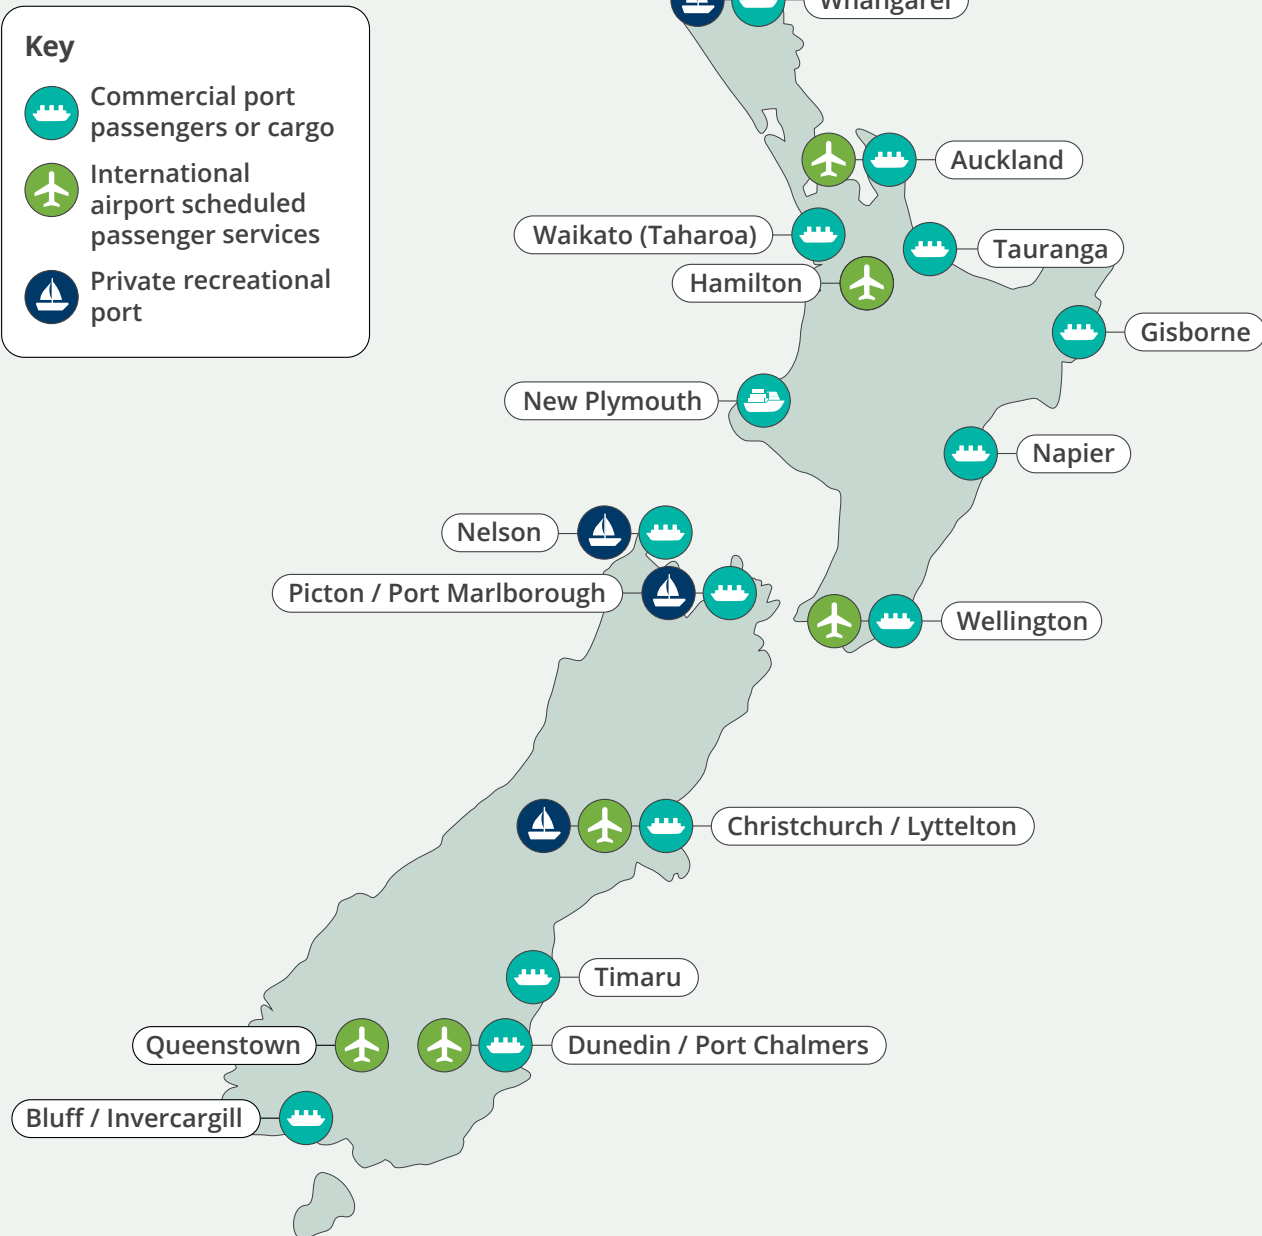 Whangarei
Key
Commercial port
passengers or cargo
International
airport scheduled
passenger services
Private recreational
port
Auckland
Waikato (Taharoa)
Tauranga
Hamilton
Gisborne
New Plymouth
Napier
Nelson
Picton / Port Marlborough
Wellington
Christchurch / Lyttelton
Timaru
Queenstown
Dunedin / Port Chalmers
Bluff / Invercargill